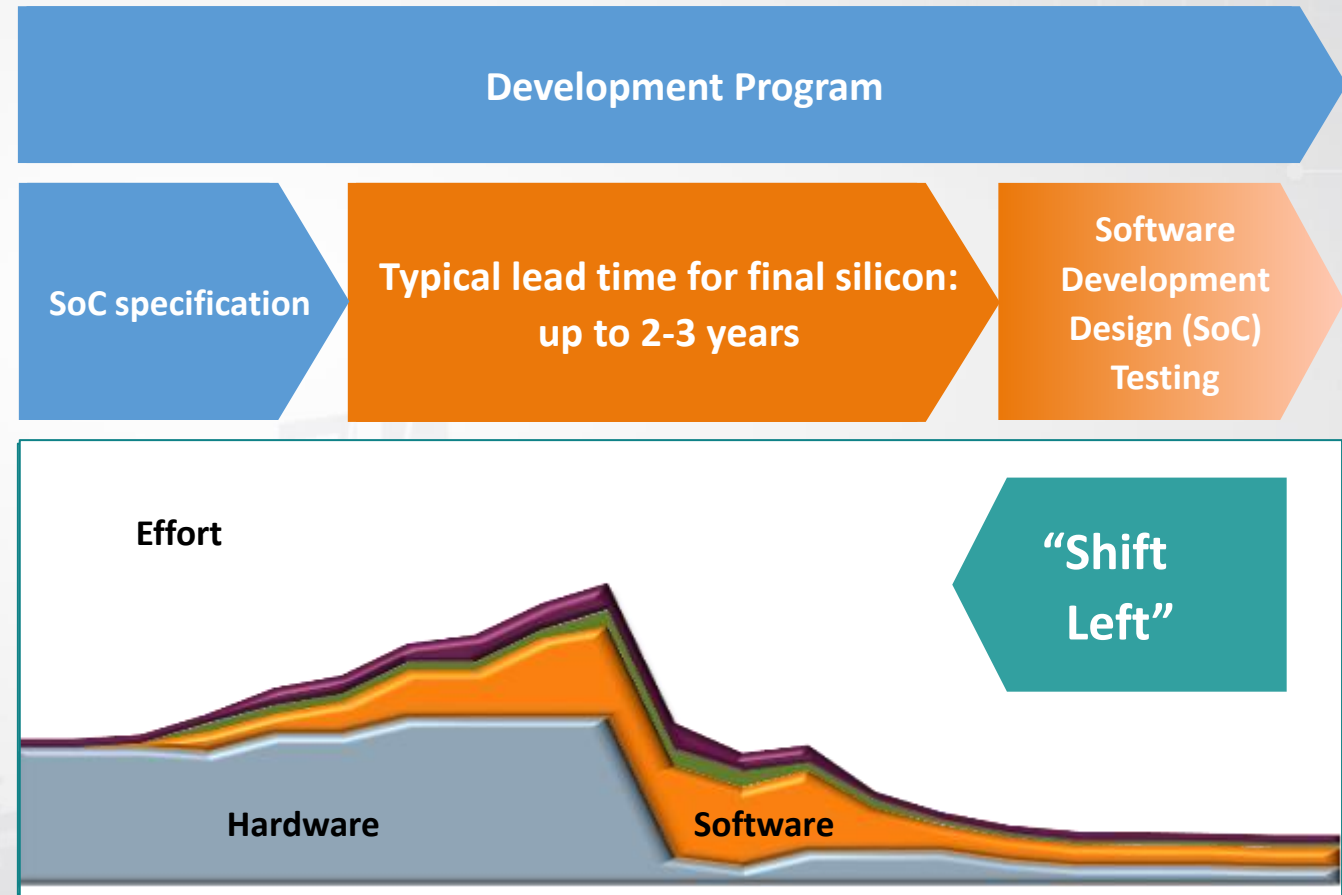 Development Program
SoC specification
Typical lead time for final silicon:
up to 2-3 years
Software
Development
Design (SoC)
Testing
Effort
“Shift
Left”
Hardware
Software